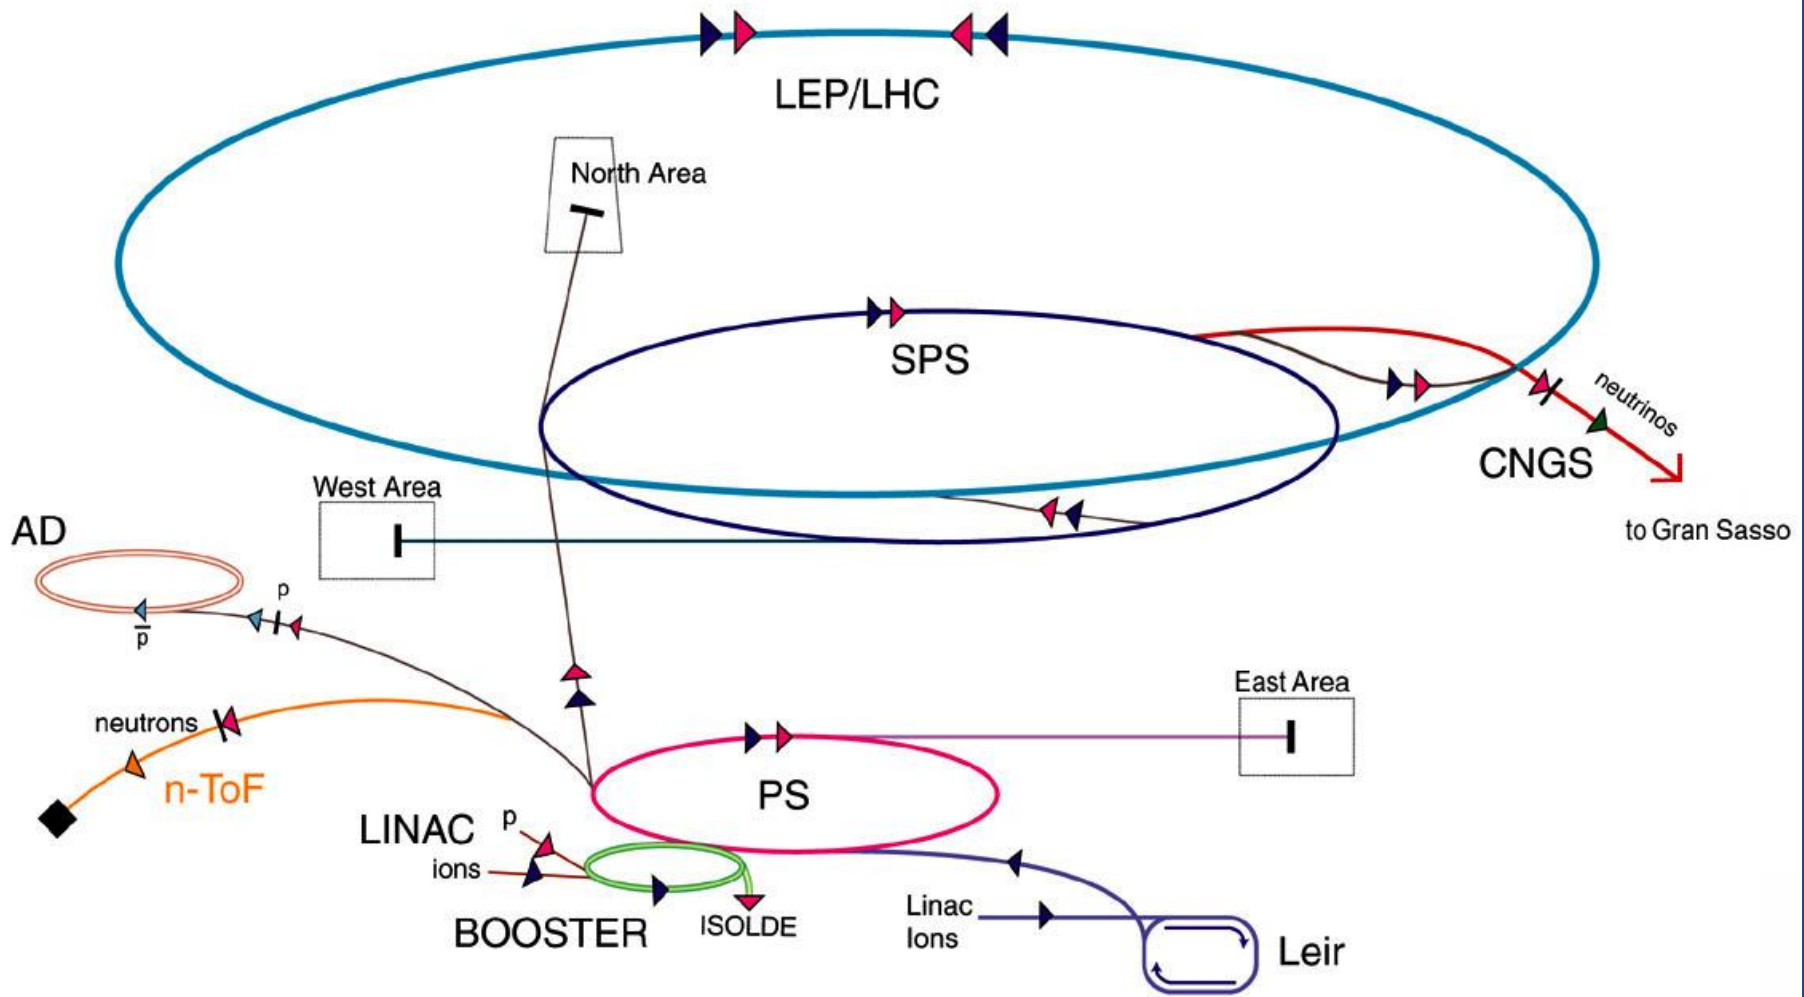 LEP/LHC
North Area
SPS
neutrinos
CNGS
West Area
to Gran Sasso
AD
p
p̅
East Area
neutrons
n-ToF
PS
LINAC
p
ions
BOOSTER
ISOLDE
Linac
Ions
Leir